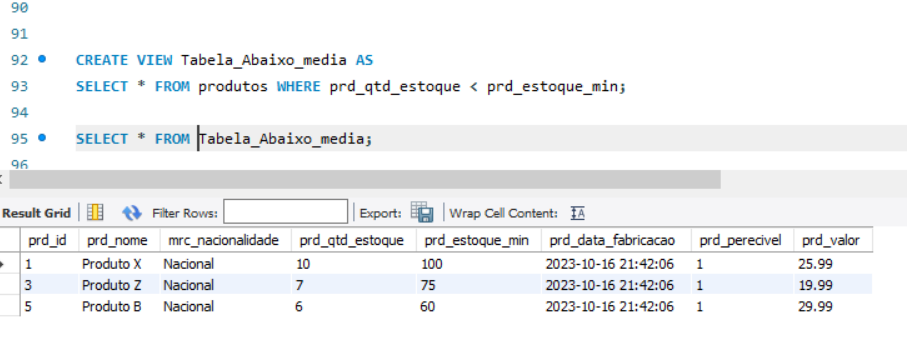 90
91
92 CREATE VIEW Tabela_Abaixo_media AS
93 SELECT * FROM produtos WHERE prd_qtd_estoque < prd_estoque_min;
94
95 SELECT * FROM Tabela_Abaixo_media;
96
Result Grid Filter Rows: Export: Wrap Cell Content:
prd_id prd_nome mrc_nacionalidade prd_qtd_estoque prd_estoque_min prd_data_fabricacao prd_perecivel prd_valor
1 Produto X Nacional 10 100 2023-10-16 21:42:06 1 25.99
3 Produto Z Nacional 7 75 2023-10-16 21:42:06 1 19.99
5 Produto B Nacional 6 60 2023-10-16 21:42:06 1 29.99